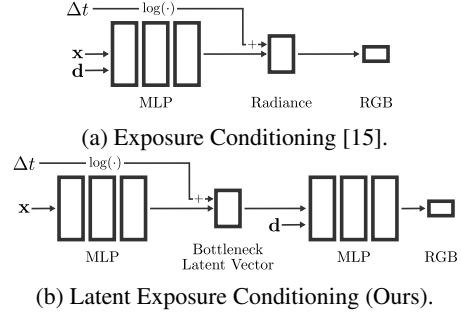 Δt log(·)
x
d
+
MLP Radiance RGB
(a) Exposure Conditioning [15].
Δt log(·)
x
+
d
MLP Bottleneck Latent Vector MLP RGB
(b) Latent Exposure Conditioning (Ours).